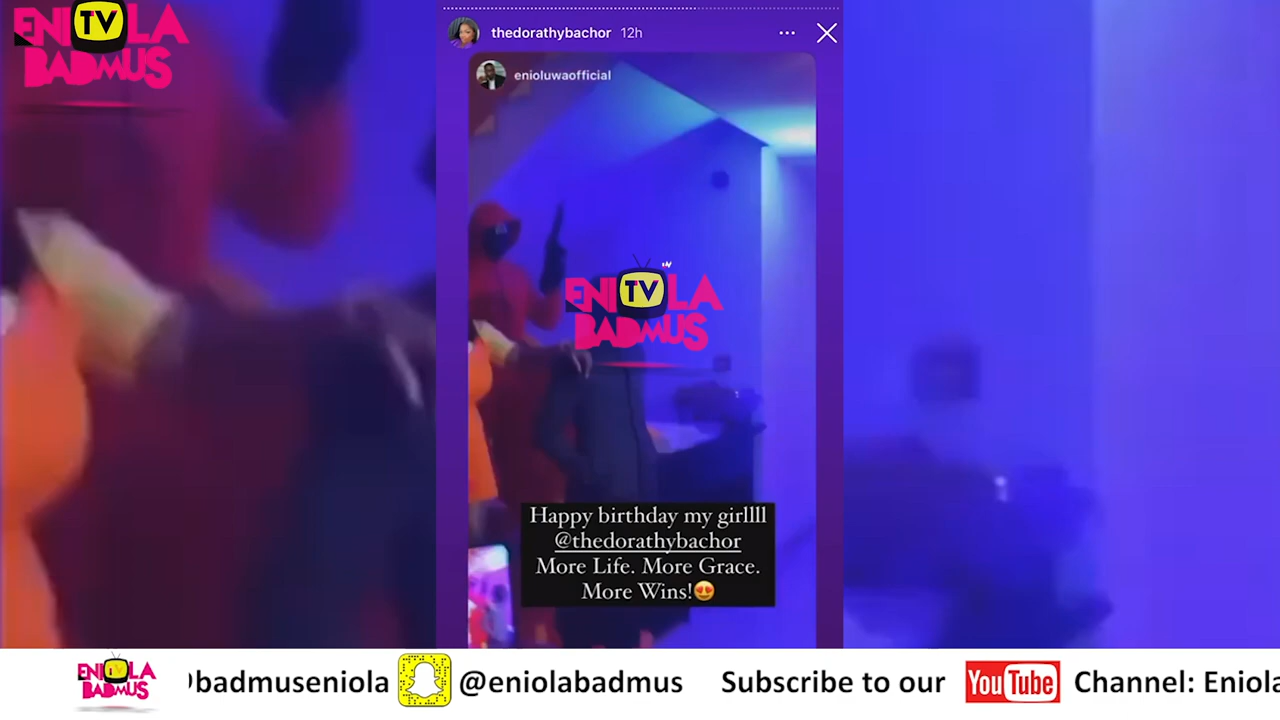 ENIOLA TV
BADMUS
thedorathybachor 12h
enioluwaofficial
ENIOLA TV
BADMUS
Happy birthday my girllll
@thedorathybachor
More Life. More Grace.
More Wins!😍
ENIOLA
BADMUS
badmuseniola @eniolabadmus Subscribe to our YouTube Channel: Eniola